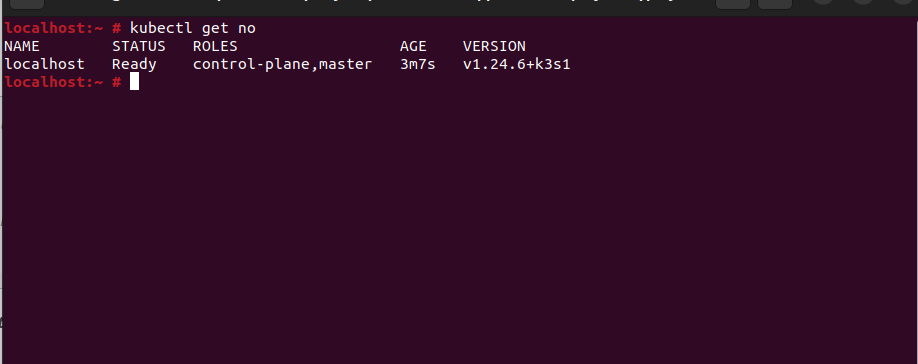 localhost:~ # kubectl get no
NAME STATUS ROLES AGE VERSION
localhost Ready control-plane,master 3m7s v1.24.6+k3s1
localhost:~ #